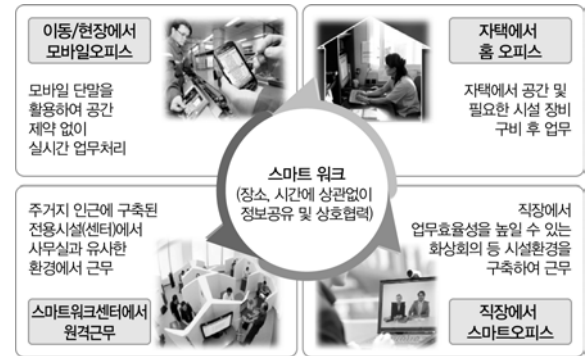 이동/현장에서
모바일오피스
모바일 단말을
활용하여 공간
제약 없이
실시간 업무처리
자택에서
홈 오피스
자택에서 공간 및
필요한 시설 장비
구비 후 업무
스마트 워크
(장소, 시간에 상관없이
정보공유 및 상호협력)
주거지 인근에 구축된
전용시설(센터)에서
사무실과 유사한
환경에서 근무
스마트워크센터에서
원격근무
직장에서
업무효율성을 높일 수 있는
화상회의 등 시설환경을
구축하여 근무
직장에서
스마트오피스